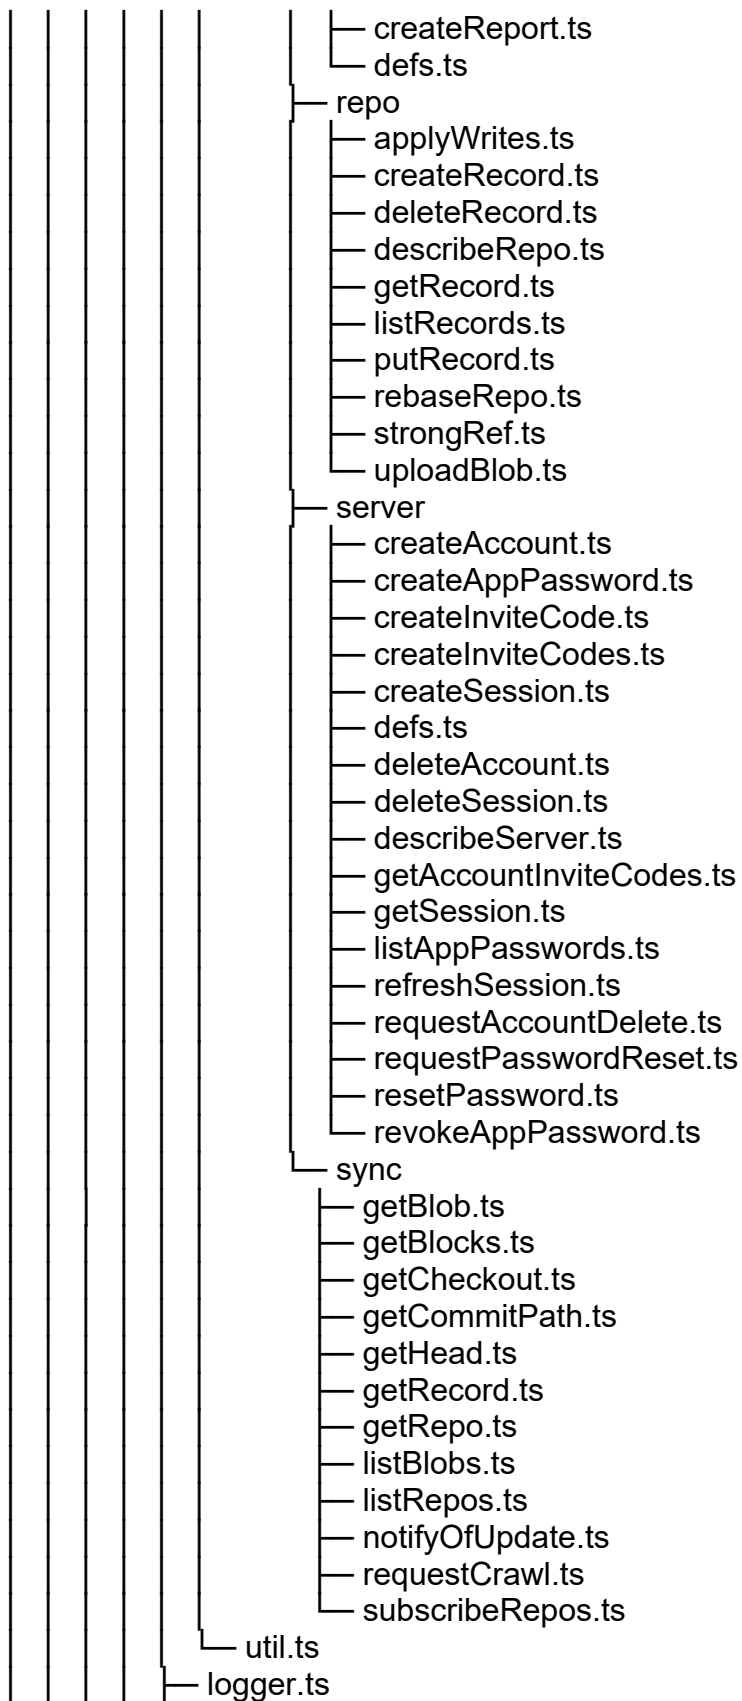 createReport.ts
defs.ts
repo
applyWrites.ts
createRecord.ts
deleteRecord.ts
describeRepo.ts
getRecord.ts
listRecords.ts
putRecord.ts
rebaseRepo.ts
strongRef.ts
uploadBlob.ts
server
createAccount.ts
createAppPassword.ts
createInviteCode.ts
createInviteCodes.ts
createSession.ts
defs.ts
deleteAccount.ts
deleteSession.ts
describeServer.ts
getAccountInviteCodes.ts
getSession.ts
listAppPasswords.ts
refreshSession.ts
requestAccountDelete.ts
requestPasswordReset.ts
resetPassword.ts
revokeAppPassword.ts
sync
getBlob.ts
getBlocks.ts
getCheckout.ts
getCommitPath.ts
getHead.ts
getRecord.ts
getRepo.ts
listBlobs.ts
listRepos.ts
notifyOfUpdate.ts
requestCrawl.ts
subscribeRepos.ts
util.ts
logger.ts